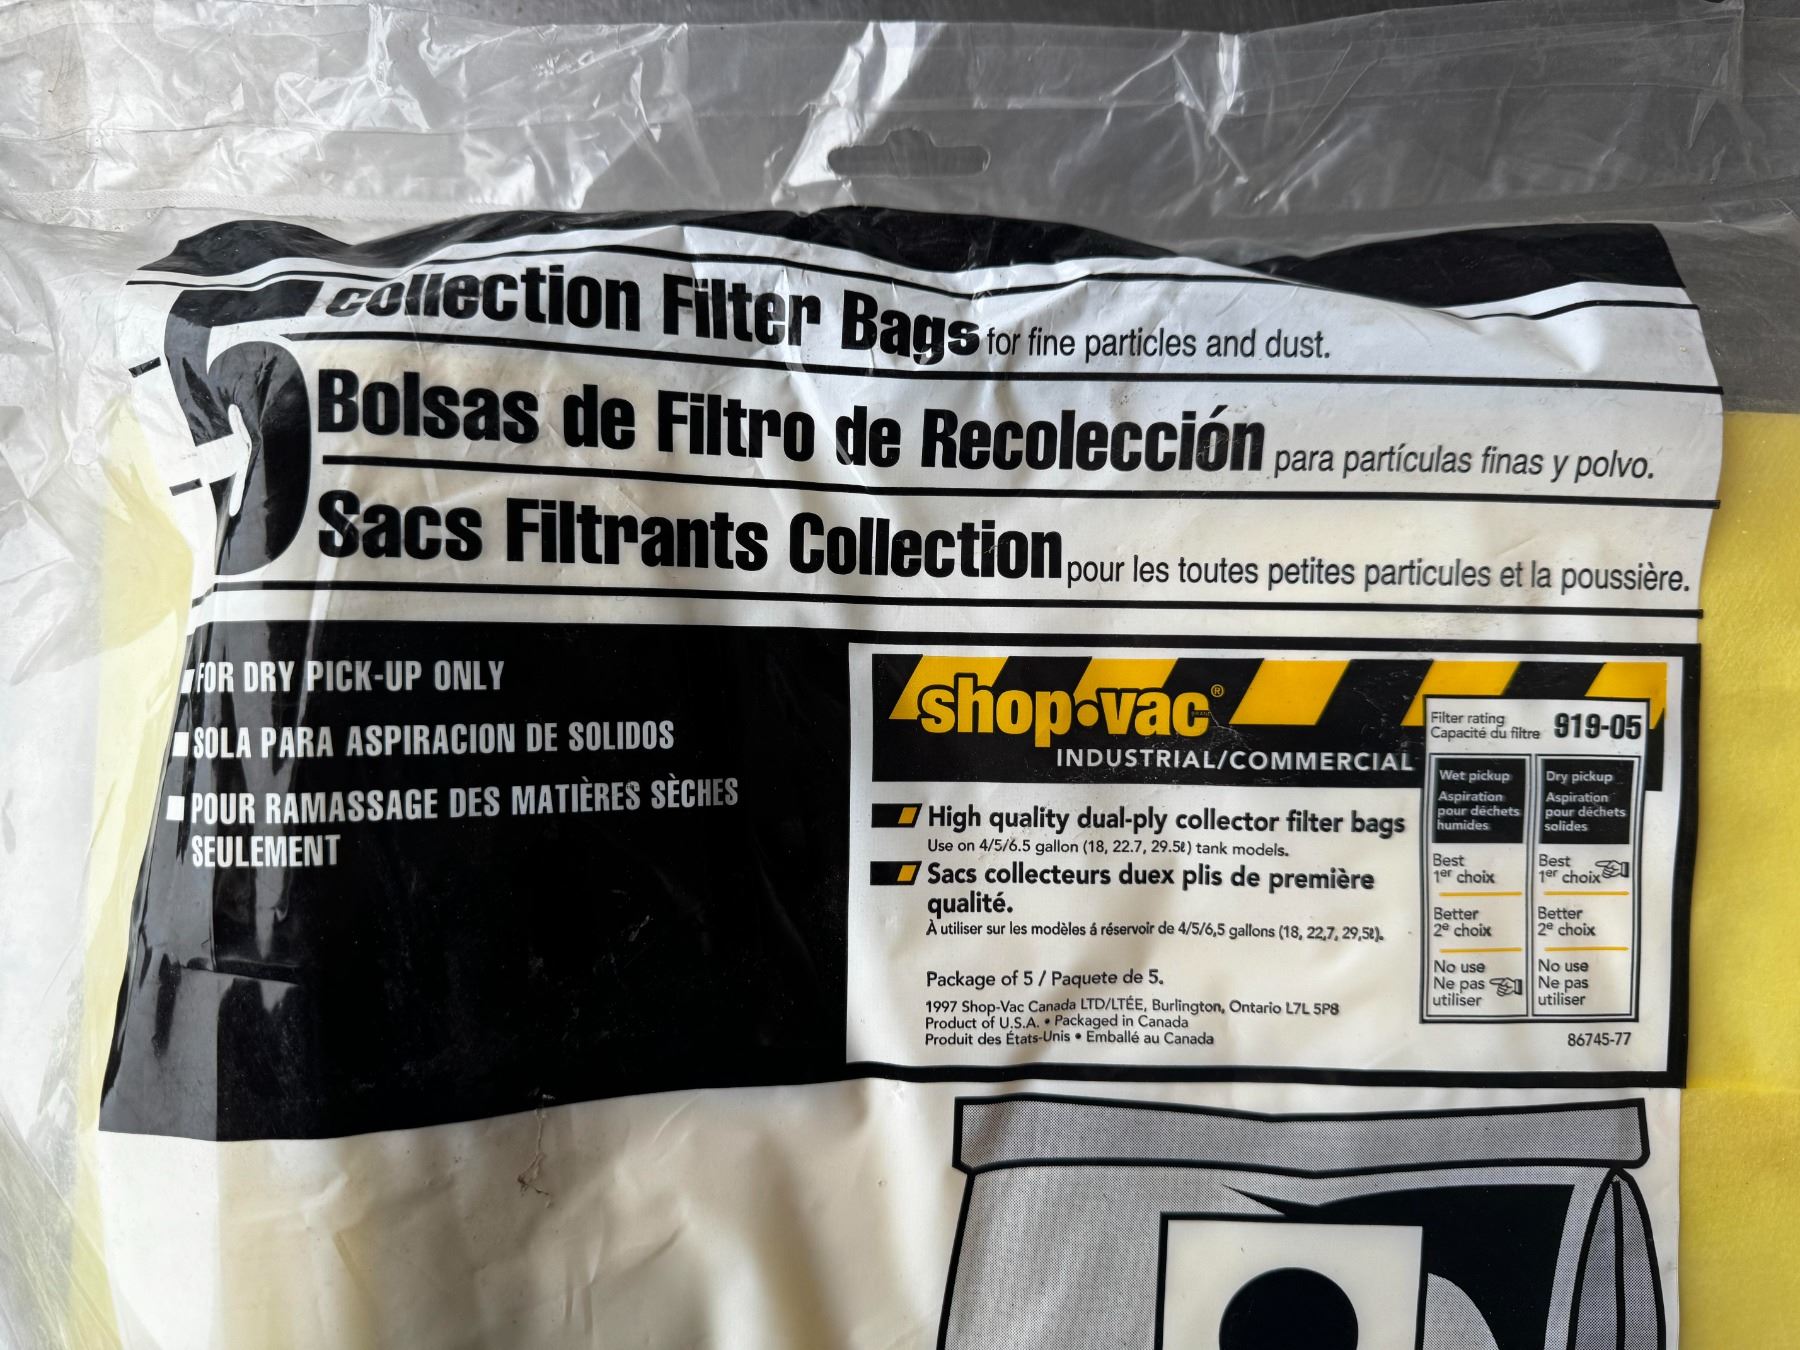 5 Collection Filter Bags for fine particles and dust.
Bolsas de Filtro de Recolección para partículas finas y polvo.
Sacs Filtrants Collection pour les toutes petites particules et la poussière.
FOR DRY PICK-UP ONLY
SOLA PARA ASPIRACION DE SOLIDOS
POUR RAMASSAGE DES MATIÈRES SÈCHES
SEULEMENT
shop•vac®
BRAND
INDUSTRIAL/COMMERCIAL
High quality dual-ply collector filter bags
Use on 4/5/6.5 gallon (18, 22.7, 29.5ℓ) tank models.
Sacs collecteurs duex plis de première
qualité.
À utiliser sur les modèles á réservoir de 4/5/6,5 gallons (18, 22,7, 29,5ℓ).
Package of 5 / Paquete de 5.
1997 Shop-Vac Canada LTD/LTÉE, Burlington, Ontario L7L 5P8
Product of U.S.A. • Packaged in Canada
Produit des États-Unis • Emballé au Canada
Filter rating
Capacité du filtre
919-05
Wet pickup
Aspiration
pour déchets
humides
Best
1er choix
Better
2e choix
No use
Ne pas
utiliser
Dry pickup
Aspiration
pour déchets
solides
Best
1er choix
Better
2e choix
No use
Ne pas
utiliser
86745-77